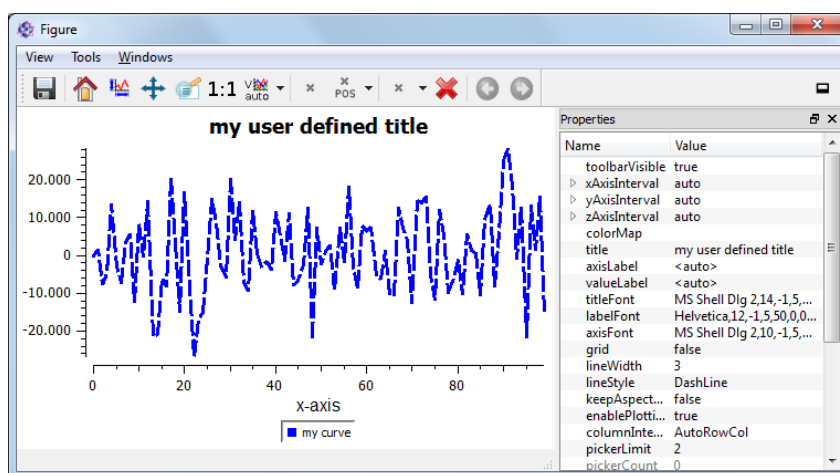 Figure
View Tools Windows
1:1 auto POS
my user defined title
20.000
10.000
0
-10.000
-20.000
0 20 40 60 80
x-axis
my curve
Properties
Name Value
toolbarVisible true
xAxisInterval auto
yAxisInterval auto
zAxisInterval auto
colorMap
title my user defined title
axisLabel <auto>
valueLabel <auto>
titleFont MS Shell Dlg 2,14,-1,5,...
labelFont Helvetica,12,-1,5,50,0,0...
axisFont MS Shell Dlg 2,10,-1,5,...
grid false
lineWidth 3
lineStyle DashLine
keepAspect... false
enablePlotti... true
columnInte... AutoRowCol
pickerLimit 2
pickerCount 0